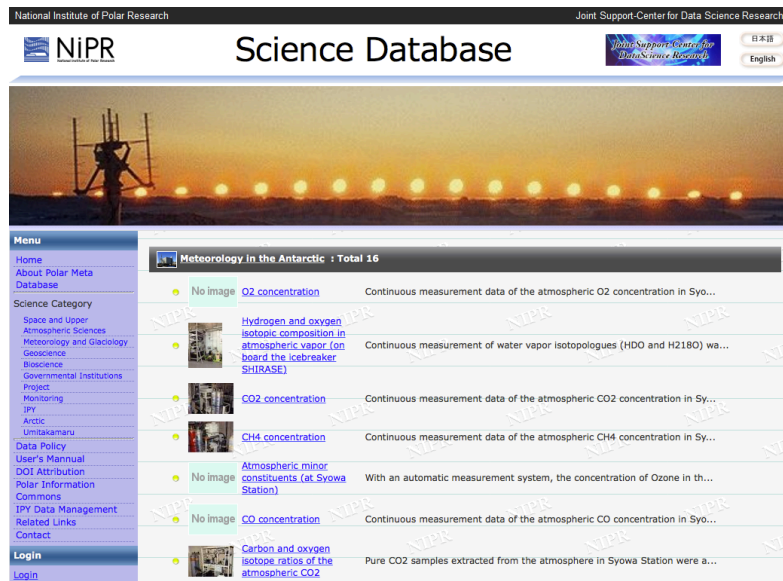 National Institute of Polar Research
Joint Support-Center for Data Science Research
NiPR
National Institute of Polar Research
Science Database
Joint Support Center for
DataScience Research
日本語
English
Menu
Home
About Polar Meta
Database
Science Category
Space and Upper
Atmospheric Sciences
Meteorology and Glaciology
Geoscience
Bioscience
Governmental Institutions
Project
Monitoring
IPY
Arctic
Umitakamaru
Data Policy
User's Mannual
DOI Attribution
Polar Information
Commons
IPY Data Management
Related Links
Contact
Login
Login
Meteorology in the Antarctic : Total 16
No image O2 concentration Continuous measurement data of the atmospheric O2 concentration in Syo...
Hydrogen and oxygen
isotopic composition in
atmospheric vapor (on
board the icebreaker
SHIRASE)
Continuous measurement of water vapor isotopologues (HDO and H218O) wa...
CO2 concentration Continuous measurement data of the atmospheric CO2 concentration in Sy...
CH4 concentration Continuous measurement data of the atmospheric CH4 concentration in Sy...
No image
Atmospheric minor
constituents (at Syowa
Station)
With an automatic measurement system, the concentration of Ozone in th...
No image CO concentration Continuous measurement data of the atmospheric CO concentration in Syo...
Carbon and oxygen
isotope ratios of the
atmospheric CO2
Pure CO2 samples extracted from the atmosphere in Syowa Station were a...